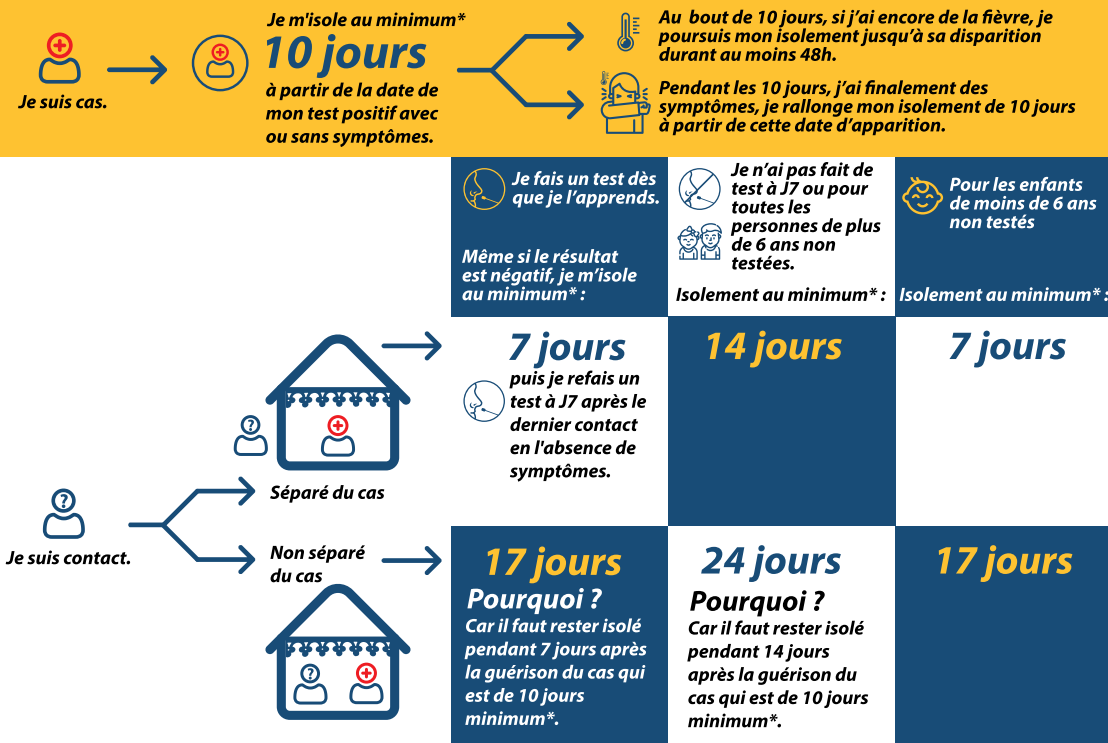 Je suis cas.
Je m'isole au minimum*
10 jours
à partir de la date de
mon test positif avec
ou sans symptômes.
Au bout de 10 jours, si j’ai encore de la fièvre, je
poursuis mon isolement jusqu’à sa disparition
durant au moins 48h.
Pendant les 10 jours, j’ai finalement des
symptômes, je rallonge mon isolement de 10 jours
à partir de cette date d’apparition.
Je fais un test dès
que je l’apprends.
Même si le résultat
est négatif, je m’isole
au minimum* :
Je n’ai pas fait de
test à J7 ou pour
toutes les
personnes de plus
de 6 ans non
testées.
Isolement au minimum* :
Pour les enfants
de moins de 6 ans
non testés
Isolement au minimum* :
Je suis contact.
?
?
Séparé du cas
7 jours
puis je refais un
test à J7 après le
dernier contact
en l'absence de
symptômes.
14 jours
7 jours
Non séparé
du cas
?
17 jours
Pourquoi ?
Car il faut rester isolé
pendant 7 jours après
la guérison du cas qui
est de 10 jours
minimum*.
24 jours
Pourquoi ?
Car il faut rester isolé
pendant 14 jours
après la guérison du
cas qui est de 10 jours
minimum*.
17 jours